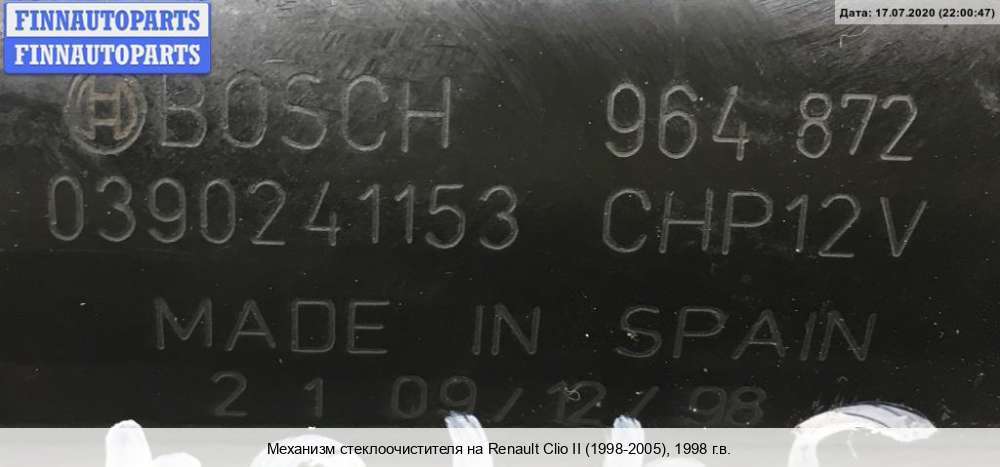 FINNAUTOPARTS
FINNAUTOPARTS
Дата: 17.07.2020 (22:00:47)
BOSCH 964 872
0390241153 CHP12V
MADE IN SPAIN
2 1 09/12/98
Механизм стеклоочистителя на Renault Clio II (1998-2005), 1998 г.в.